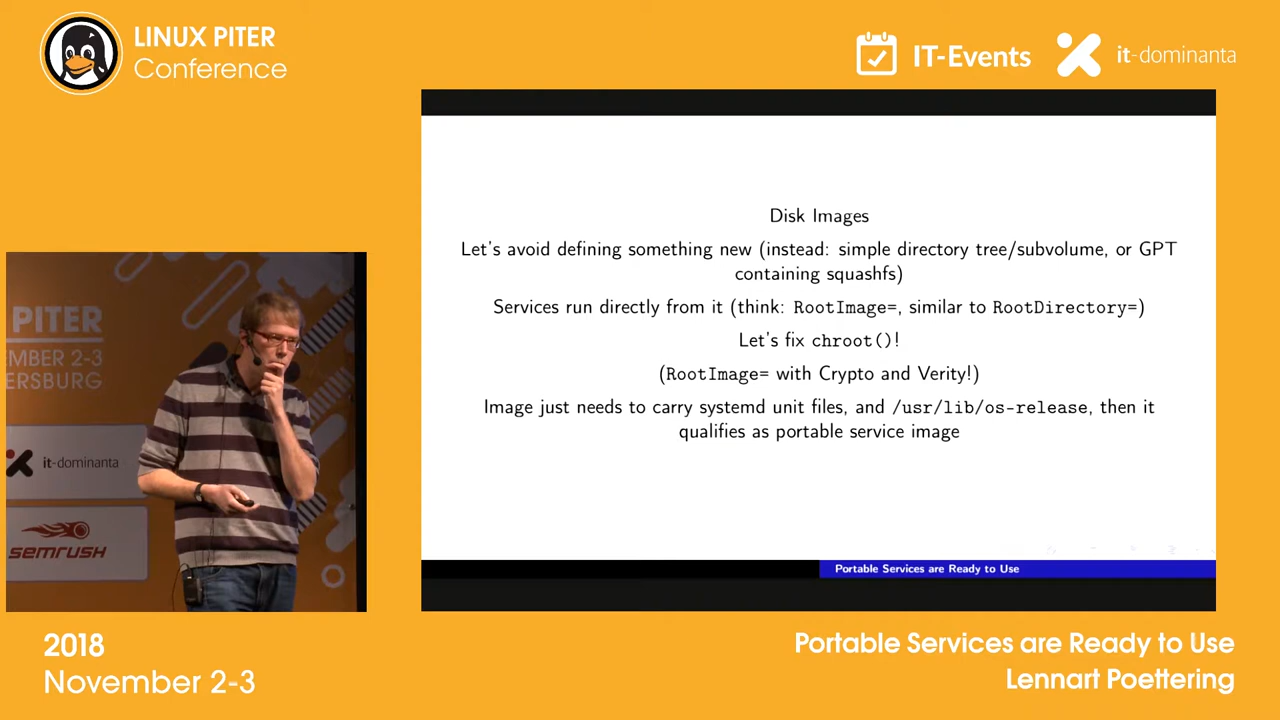 LINUX PITER
Conference
IT-Events
it-dominanta
Disk Images
Let's avoid defining something new (instead: simple directory tree/subvolume, or GPT
containing squashfs)
Services run directly from it (think: RootImage=, similar to RootDirectory=)
Let's fix chroot()!
(RootImage= with Crypto and Verity!)
Image just needs to carry systemd unit files, and /usr/lib/os-release, then it
qualifies as portable service image
Portable Services are Ready to Use
PITER
EMBER 2-3
ERSBURG
it-dominanta
semrush
2018
November 2-3
Portable Services are Ready to Use
Lennart Poettering